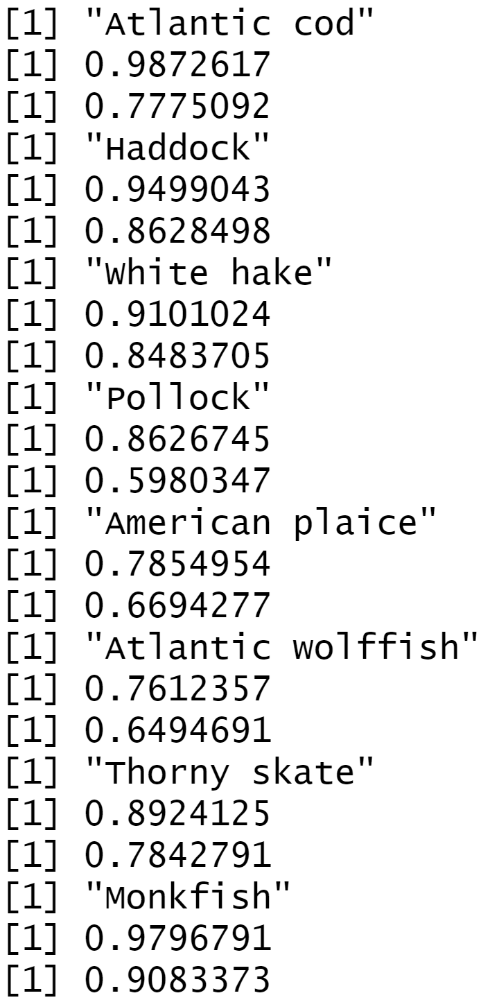 [1] "Atlantic cod"
[1] 0.9872617
[1] 0.7775092
[1] "Haddock"
[1] 0.9499043
[1] 0.8628498
[1] "White hake"
[1] 0.9101024
[1] 0.8483705
[1] "Pollock"
[1] 0.8626745
[1] 0.5980347
[1] "American plaice"
[1] 0.7854954
[1] 0.6694277
[1] "Atlantic wolffish"
[1] 0.7612357
[1] 0.6494691
[1] "Thorny skate"
[1] 0.8924125
[1] 0.7842791
[1] "Monkfish"
[1] 0.9796791
[1] 0.9083373